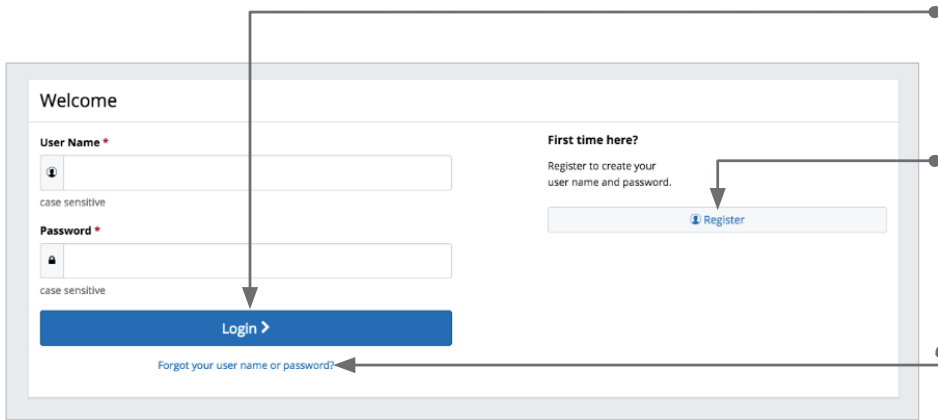 Welcome
User Name *
case sensitive
Password *
case sensitive
Login
Forgot your user name or password?
First time here?
Register to create your
user name and password.
Register